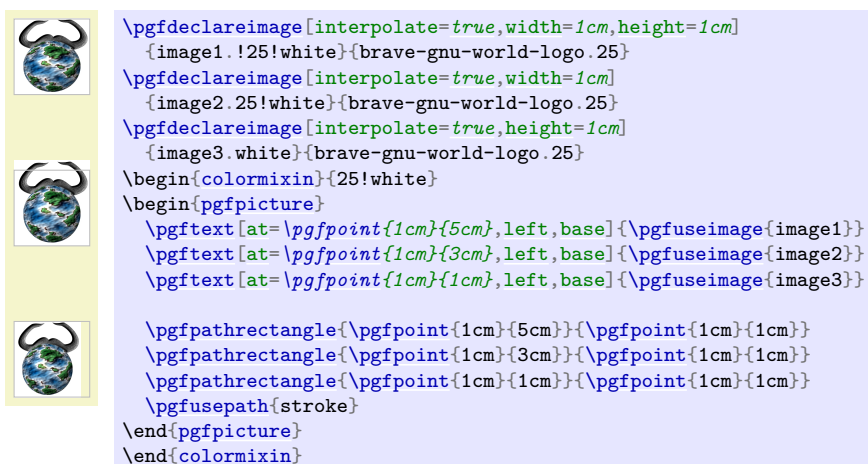 \pgfdeclareimage[interpolate=true,width=1cm,height=1cm]
{image1.!25!white}{brave-gnu-world-logo.25}
\pgfdeclareimage[interpolate=true,width=1cm]
{image2.25!white}{brave-gnu-world-logo.25}
\pgfdeclareimage[interpolate=true,height=1cm]
{image3.white}{brave-gnu-world-logo.25}
\begin{colormixin}{25!white}
\begin{pgfpicture}
\pgftext[at=\pgfpoint{1cm}{5cm},left,base]{\pgfuseimage{image1}}
\pgftext[at=\pgfpoint{1cm}{3cm},left,base]{\pgfuseimage{image2}}
\pgftext[at=\pgfpoint{1cm}{1cm},left,base]{\pgfuseimage{image3}}
\pgfpathrectangle{\pgfpoint{1cm}{5cm}}{\pgfpoint{1cm}{1cm}}
\pgfpathrectangle{\pgfpoint{1cm}{3cm}}{\pgfpoint{1cm}{1cm}}
\pgfpathrectangle{\pgfpoint{1cm}{1cm}}{\pgfpoint{1cm}{1cm}}
\pgfusepath{stroke}
\end{pgfpicture}
\end{colormixin}